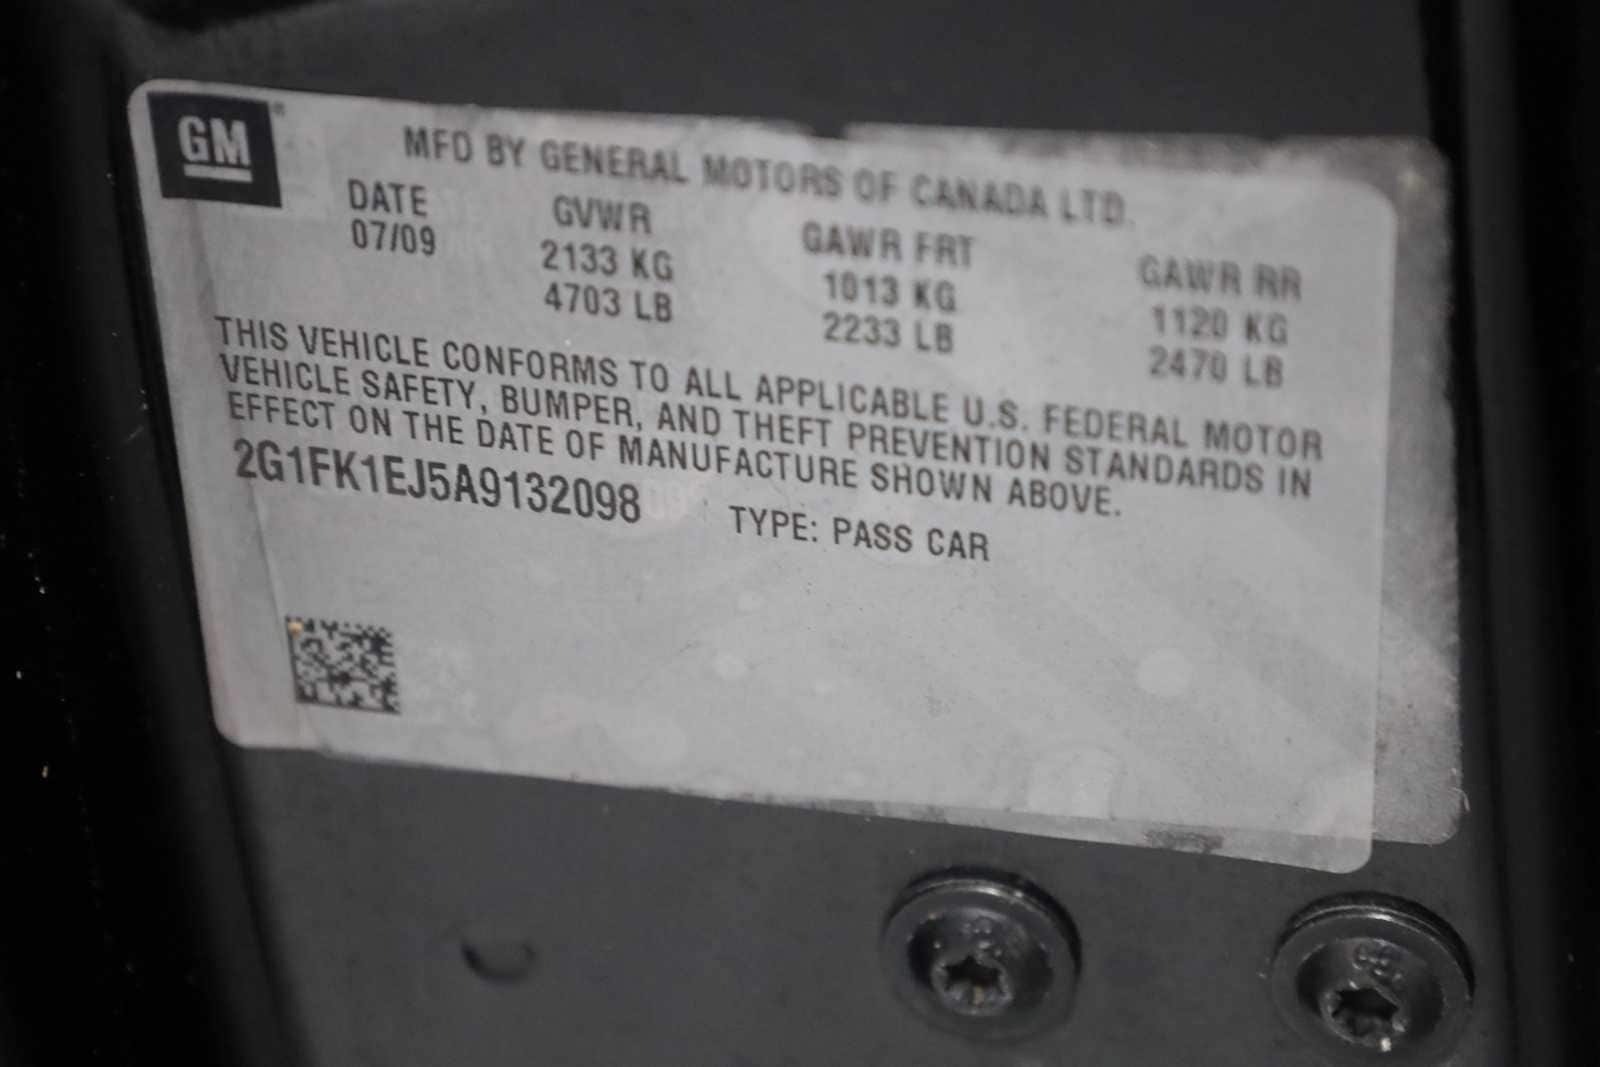 GM ®
MFD BY GENERAL MOTORS OF CANADA LTD.
DATE GVWR GAWR FRT GAWR RR
07/09 2133 KG 1013 KG 1120 KG
4703 LB 2233 LB 2470 LB
THIS VEHICLE CONFORMS TO ALL APPLICABLE U.S. FEDERAL MOTOR
VEHICLE SAFETY, BUMPER, AND THEFT PREVENTION STANDARDS IN
EFFECT ON THE DATE OF MANUFACTURE SHOWN ABOVE.
2G1FK1EJ5A9132098 TYPE: PASS CAR